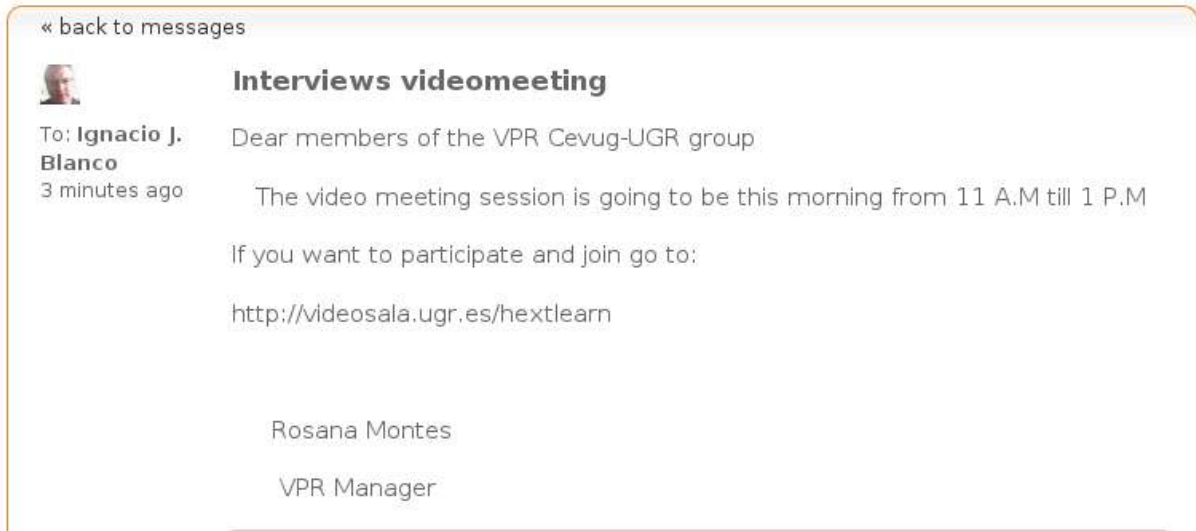 « back to messages
Interviews videomeeting
To: Ignacio J.
Blanco
3 minutes ago
Dear members of the VPR Cevug-UGR group
The video meeting session is going to be this morning from 11 A.M till 1 P.M
If you want to participate and join go to:
http://videosala.ugr.es/hextlearn
Rosana Montes
VPR Manager